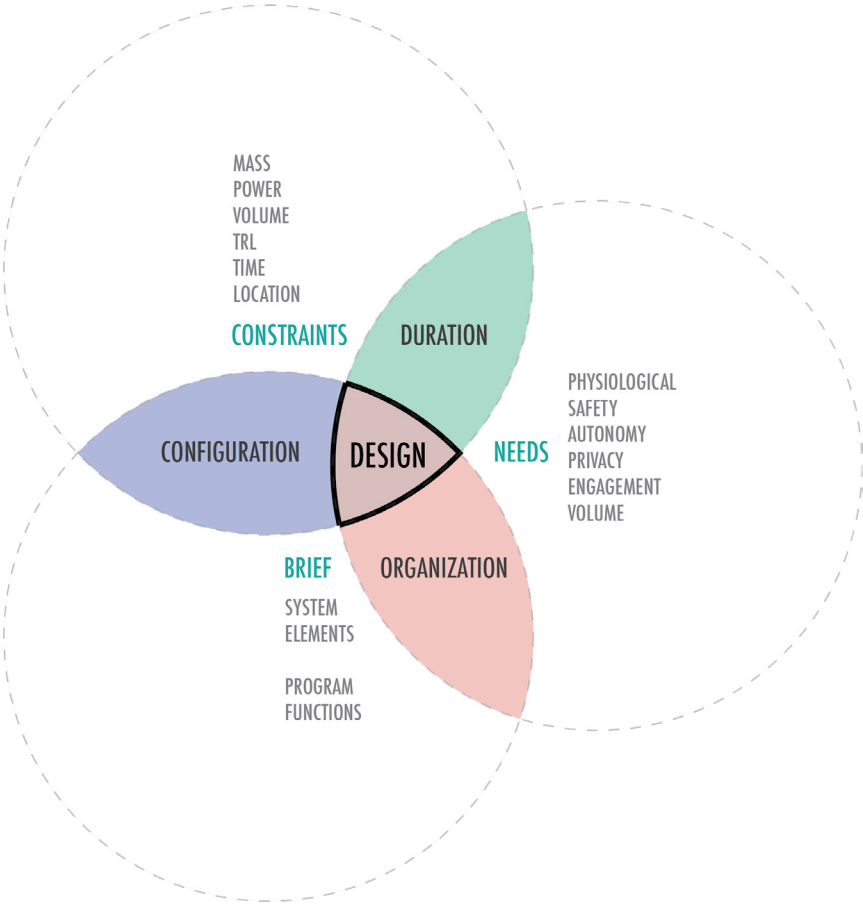 MASS
POWER
VOLUME
TRL
TIME
LOCATION
CONSTRAINTS
DURATION
PHYSIOLOGICAL
SAFETY
AUTONOMY
PRIVACY
ENGAGEMENT
VOLUME
NEEDS
CONFIGURATION
DESIGN
BRIEF
ORGANIZATION
SYSTEM
ELEMENTS
PROGRAM
FUNCTIONS